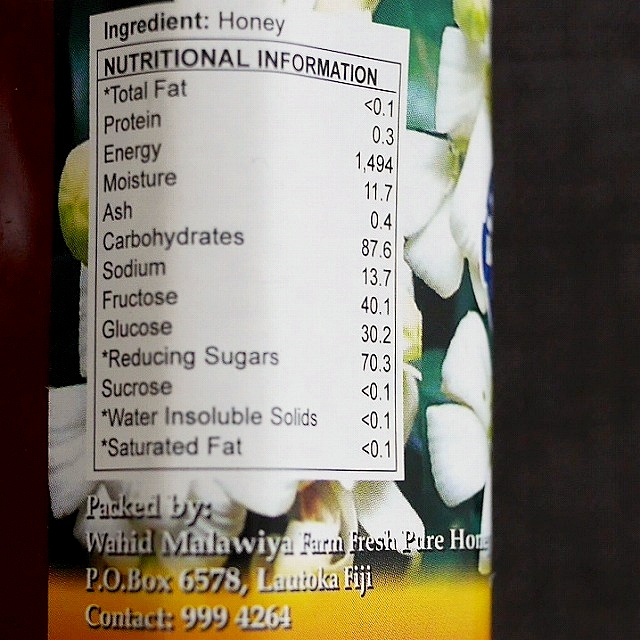 Ingredient: Honey
NUTRITIONAL INFORMATION
*Total Fat <0.1
Protein 0.3
Energy 1,494
Moisture 11.7
Ash 0.4
Carbohydrates 87.6
Sodium 13.7
Fructose 40.1
Glucose 30.2
*Reducing Sugars 70.3
Sucrose <0.1
*Water Insoluble Solids <0.1
*Saturated Fat <0.1
Packed by:
Wahid Malawiya Farm Fresh Pure Hon
P.O.Box 6578, Lautoka Fiji
Contact: 999 4264